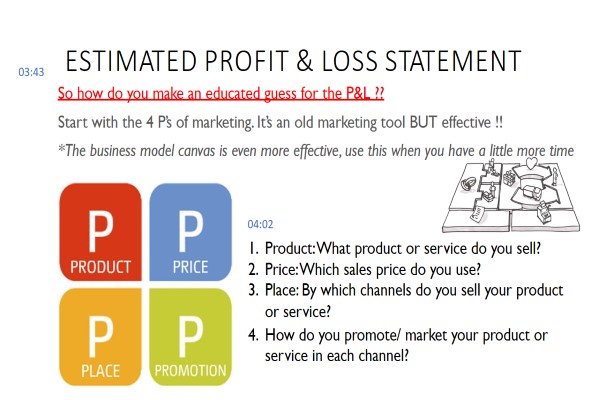 ESTIMATED PROFIT & LOSS STATEMENT
03:43
So how do you make an educated guess for the P&L ??
Start with the 4 P's of marketing. It's an old marketing tool BUT effective !!
*The business model canvas is even more effective, use this when you have a little more time
P
PRODUCT
P
PRICE
P
PLACE
P
PROMOTION
04:02
1. Product: What product or service do you sell?
2. Price: Which sales price do you use?
3. Place: By which channels do you sell your product
or service?
4. How do you promote/ market your product or
service in each channel?